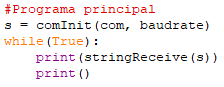 #Programa principal
s = comInit(com, baudrate)
while(True):
    print(stringReceive(s))
    print()